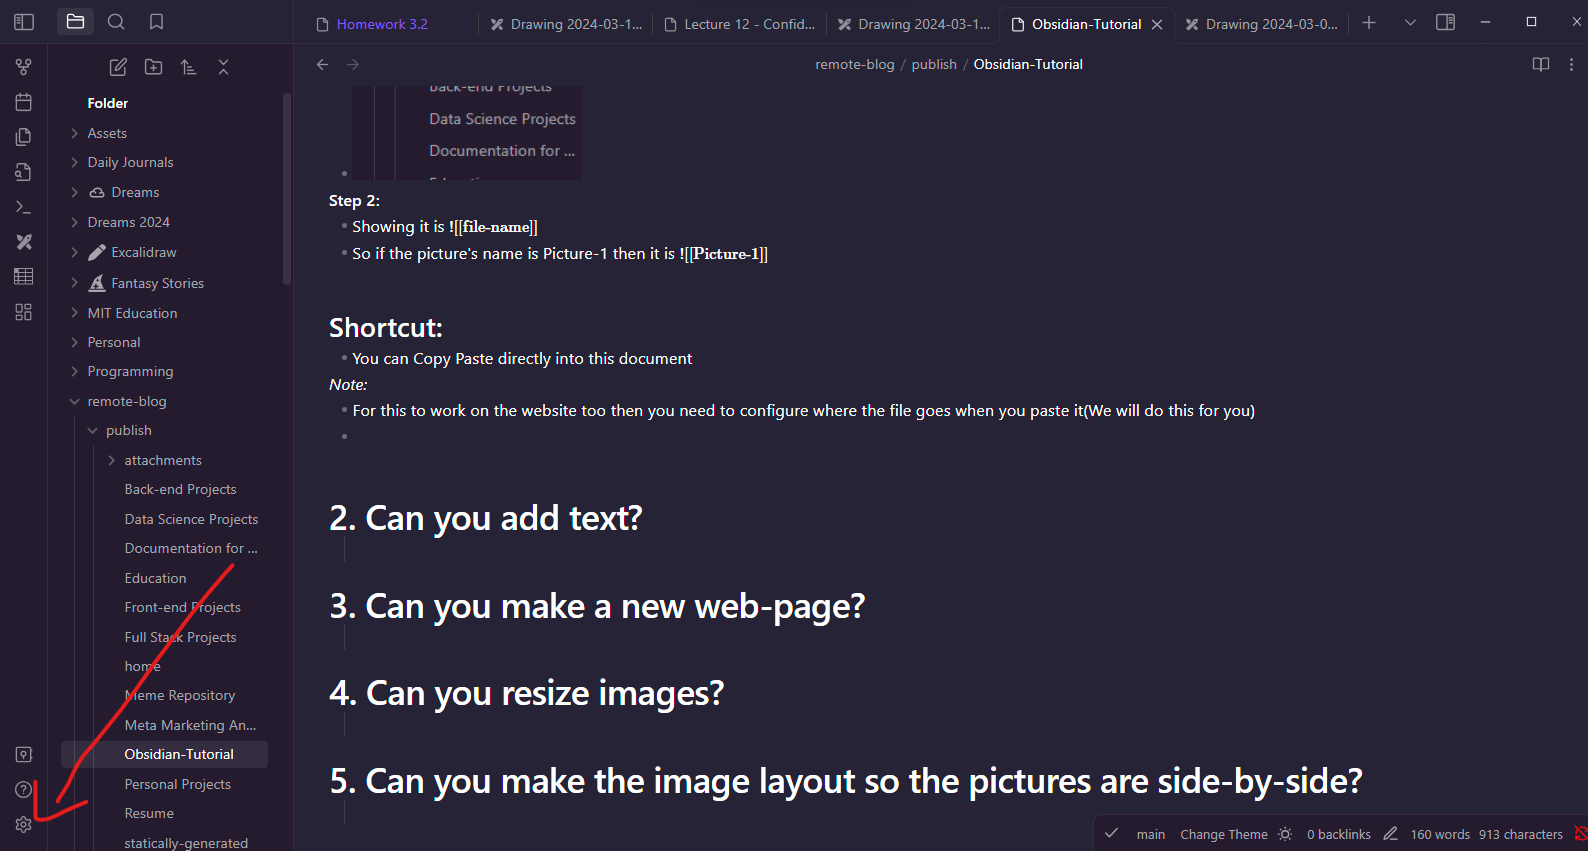 Homework 3.2
Drawing 2024-03-1...
Lecture 12 - Confid...
Drawing 2024-03-1...
Obsidian-Tutorial
Drawing 2024-03-0...
remote-blog / publish / Obsidian-Tutorial
Folder
Assets
Daily Journals
Dreams
Dreams 2024
Excalidraw
Fantasy Stories
MIT Education
Personal
Programming
remote-blog
publish
attachments
Back-end Projects
Data Science Projects
Documentation for ...
Education
Front-end Projects
Full Stack Projects
home
Meme Repository
Meta Marketing An...
Obsidian-Tutorial
Personal Projects
Resume
statically-generated
Back-end Projects
Data Science Projects
Documentation for ...
Education
Step 2:
Showing it is ![[file-name]]
So if the picture's name is Picture-1 then it is ![[Picture-1]]
Shortcut:
You can Copy Paste directly into this document
Note:
For this to work on the website too then you need to configure where the file goes when you paste it(We will do this for you)
2. Can you add text?
3. Can you make a new web-page?
4. Can you resize images?
5. Can you make the image layout so the pictures are side-by-side?
main
Change Theme
0 backlinks
160 words
913 characters